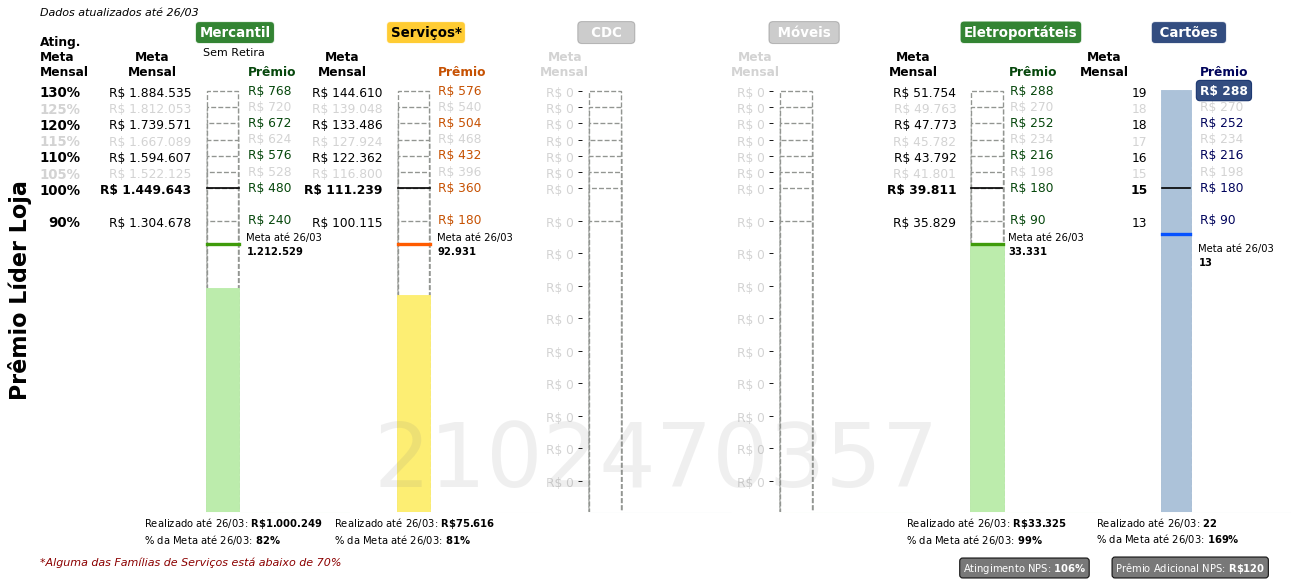 Dados atualizados até 26/03
Mercantil Serviços* CDC Móveis Eletroportáteis Cartões
Sem Retira
Ating. Meta Mensal
Meta Mensal Prêmio Meta Mensal Prêmio Meta Mensal Meta Mensal Meta Mensal Prêmio Meta Mensal Prêmio
130% R$ 1.884.535 R$ 768 R$ 144.610 R$ 576 R$ 0 R$ 0 R$ 51.754 R$ 288 19 R$ 288
125% R$ 1.812.053 R$ 720 R$ 139.048 R$ 540 R$ 0 R$ 0 R$ 49.763 R$ 270 18 R$ 270
120% R$ 1.739.571 R$ 672 R$ 133.486 R$ 504 R$ 0 R$ 0 R$ 47.773 R$ 252 18 R$ 252
115% R$ 1.667.089 R$ 624 R$ 127.924 R$ 468 R$ 0 R$ 0 R$ 45.782 R$ 234 17 R$ 234
110% R$ 1.594.607 R$ 576 R$ 122.362 R$ 432 R$ 0 R$ 0 R$ 43.792 R$ 216 16 R$ 216
105% R$ 1.522.125 R$ 528 R$ 116.800 R$ 396 R$ 0 R$ 0 R$ 41.801 R$ 198 15 R$ 198
100% R$ 1.449.643 R$ 480 R$ 111.239 R$ 360 R$ 0 R$ 0 R$ 39.811 R$ 180 15 R$ 180
90% R$ 1.304.678 R$ 240 R$ 100.115 R$ 180 R$ 0 R$ 0 R$ 35.829 R$ 90 13 R$ 90
Meta até 26/03 Meta até 26/03 Meta até 26/03 Meta até 26/03
1.212.529 92.931 33.331 13
R$ 0 R$ 0
R$ 0 R$ 0
R$ 0 R$ 0
R$ 0 R$ 0
R$ 0 R$ 0
R$ 0 R$ 0
R$ 0 R$ 0
R$ 0 R$ 0
Prêmio Líder Loja
2102470357
Realizado até 26/03: R$1.000.249 Realizado até 26/03: R$75.616 Realizado até 26/03: R$33.325 Realizado até 26/03: 22
% da Meta até 26/03: 82% % da Meta até 26/03: 81% % da Meta até 26/03: 99% % da Meta até 26/03: 169%
*Alguma das Famílias de Serviços está abaixo de 70%
Atingimento NPS: 106% Prêmio Adicional NPS: R$120